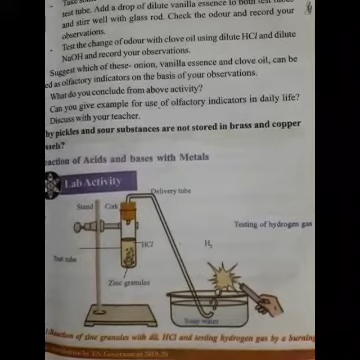 Take some
test tube. Add a drop of dilute vanilla essence to both test tubes
and stirr well with glass rod. Check the odour and record your
observations.
- Test the change of odour with clove oil using dilute HCl and dilute
NaOH and record your observations.
Suggest which of these- onion, vanilla essence and clove oil, can be
ed as olfactory indicators on the basis of your observations.
What do you conclude from above activity?
Can you give example for use of olfactory indicators in daily life?
Discuss with your teacher.
hy pickles and sour substances are not stored in brass and copper
ssels?
eaction of Acids and bases with Metals
Lab Activity
Delivery tube
Stand
Cork
Testing of hydrogen gas
HCl
H2
Test tube
Zinc granules
Soap water
Reaction of zinc granules with dil. HCl and testing hydrogen gas by a burning